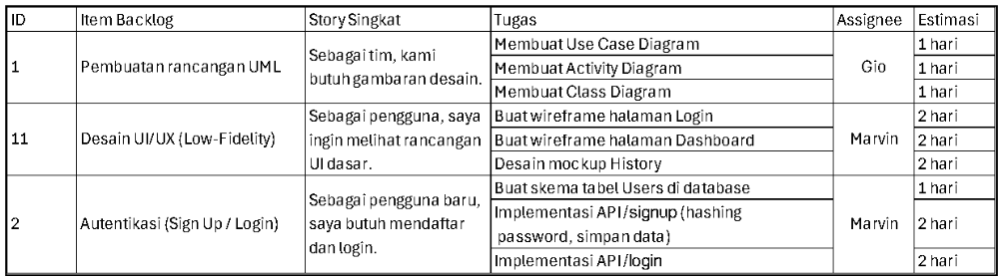 ID Item Backlog Story Singkat Tugas Assignee Estimasi
1 Pembuatan rancangan UML Sebagai tim, kami butuh gambaran desain. Gio
Membuat Use Case Diagram 1 hari
Membuat Activity Diagram 1 hari
Membuat Class Diagram 1 hari
11 Desain UI/UX (Low-Fidelity) Sebagai pengguna, saya ingin melihat rancangan UI dasar. Marvin
Buat wireframe halaman Login 2 hari
Buat wireframe halaman Dashboard 2 hari
Desain mockup History 2 hari
2 Autentikasi (Sign Up / Login) Sebagai pengguna baru, saya butuh mendaftar dan login. Marvin
Buat skema tabel Users di database 1 hari
Implementasi API /signup (hashing
password, simpan data) 2 hari
Implementasi API /login 2 hari